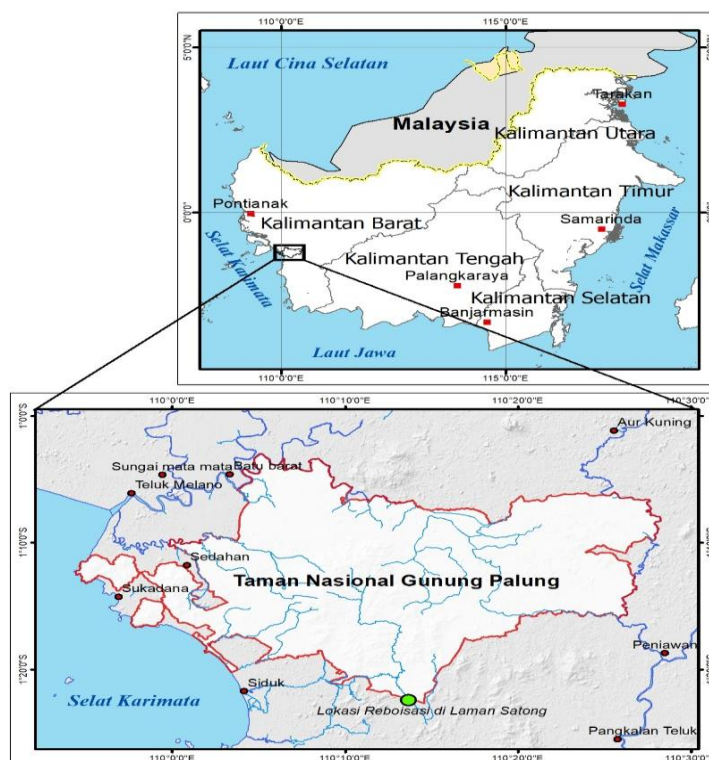 110°0'0"E 115°0'0"E
5°0'0"N
Laut Cina Selatan
Tarakan
Malaysia
Kalimantan Utara
Kalimantan Timur
Pontianak
0°0'0"
Kalimantan Barat
Samarinda
Selat Karimata
Kalimantan Tengah
Selat Makassar
Palangkaraya
Kalimantan Selatan
Banjarmasin
Laut Jawa
110°0'0"E 115°0'0"E
110°0'0"E 110°10'0"E 110°20'0"E 110°30'0"
1°0'0"S
Aur Kuning
Sungai mata mata
Batu barat
Teluk Melano
1°10'0"S
Sedahan
Taman Nasional Gunung Palung
Sukadana
Peniawan
1°20'0"S
Siduk
Selat Karimata
Lokasi Reboisasi di Laman Satong
Pangkalan Teluk
110°0'0"E 110°10'0"E 110°20'0"E 110°30'0"